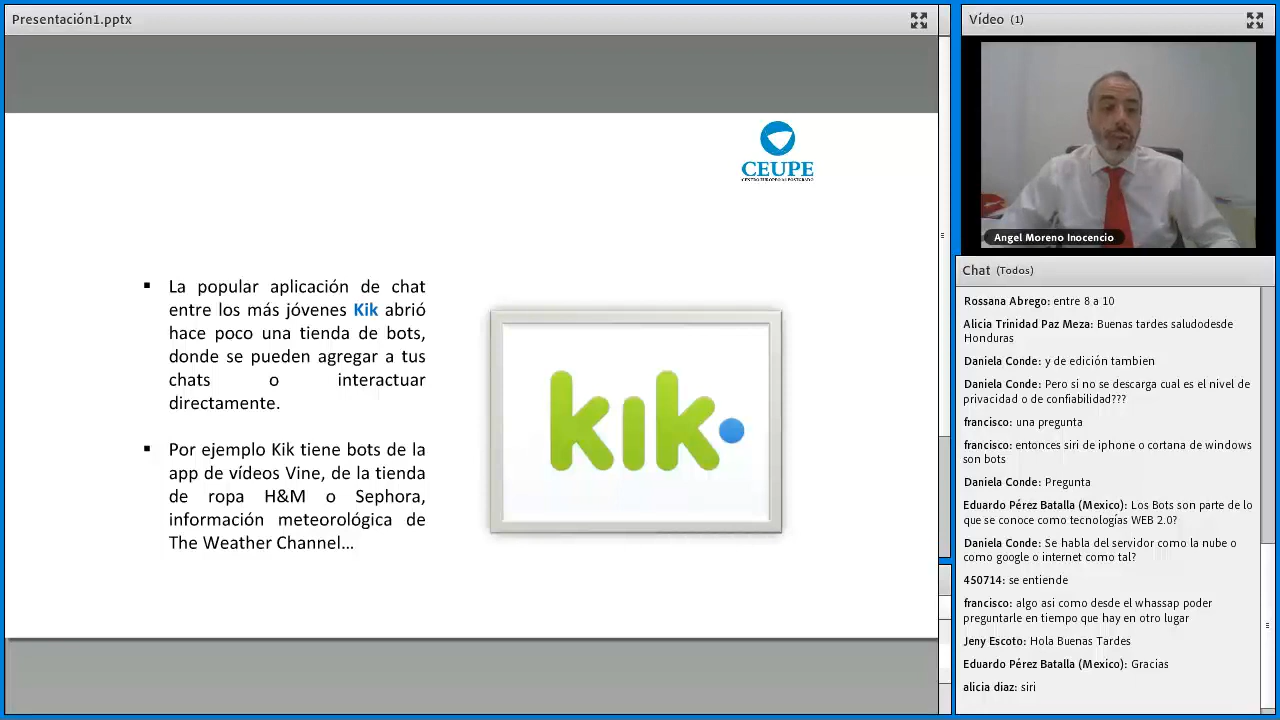 Presentación1.pptx
CEUPE
CENTRO EUROPEO DE POSTGRADO
▪ La popular aplicación de chat
entre los más jóvenes Kik abrió
hace poco una tienda de bots,
donde se pueden agregar a tus
chats o interactuar
directamente.
▪ Por ejemplo Kik tiene bots de la
app de vídeos Vine, de la tienda
de ropa H&M o Sephora,
información meteorológica de
The Weather Channel...
kik
Vídeo (1)
Angel Moreno Inocencio
Chat (Todos)
Rossana Abrego: entre 8 a 10
Alicia Trinidad Paz Meza: Buenas tardes saludodesde
Honduras
Daniela Conde: y de edición tambien
Daniela Conde: Pero si no se descarga cual es el nivel de
privacidad o de confiabilidad???
francisco: una pregunta
francisco: entonces siri de iphone o cortana de windows
son bots
Daniela Conde: Pregunta
Eduardo Pérez Batalla (Mexico): Los Bots son parte de lo
que se conoce como tecnologías WEB 2.0?
Daniela Conde: Se habla del servidor como la nube o
como google o internet como tal?
450714: se entiende
francisco: algo asi como desde el whassap poder
preguntarle en tiempo que hay en otro lugar
Jeny Escoto: Hola Buenas Tardes
Eduardo Pérez Batalla (Mexico): Gracias
alicia diaz: siri